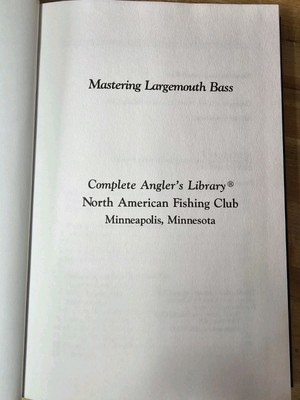 Mastering Largemouth Bass
Complete Angler's Library®
North American Fishing Club
Minneapolis, Minnesota